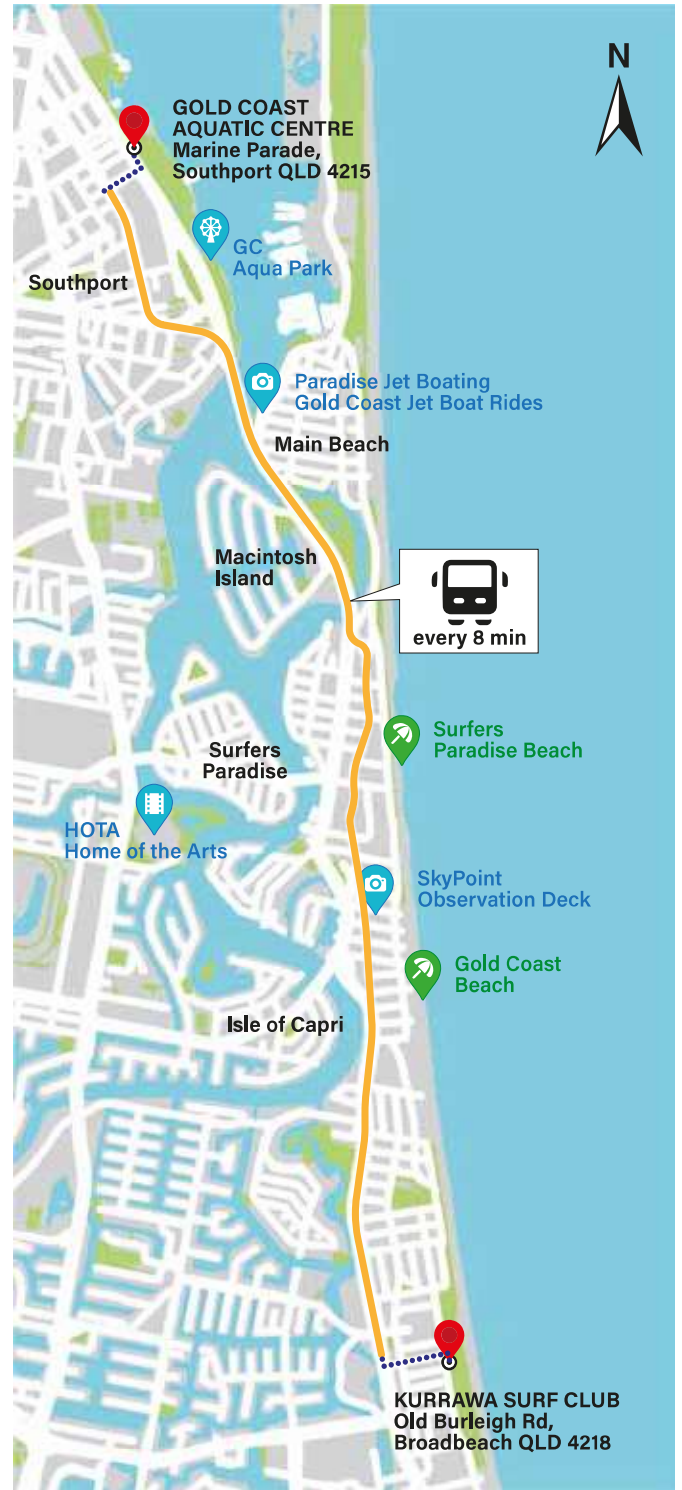 N
GOLD COAST
AQUATIC CENTRE
Marine Parade,
Southport QLD 4215
GC
Aqua Park
Southport
Paradise Jet Boating
Gold Coast Jet Boat Rides
Main Beach
Macintosh
Island
every 8 min
Surfers
Paradise Beach
Surfers
Paradise
HOTA
Home of the Arts
SkyPoint
Observation Deck
Gold Coast
Beach
Isle of Capri
KURRAWA SURF CLUB
Old Burleigh Rd,
Broadbeach QLD 4218